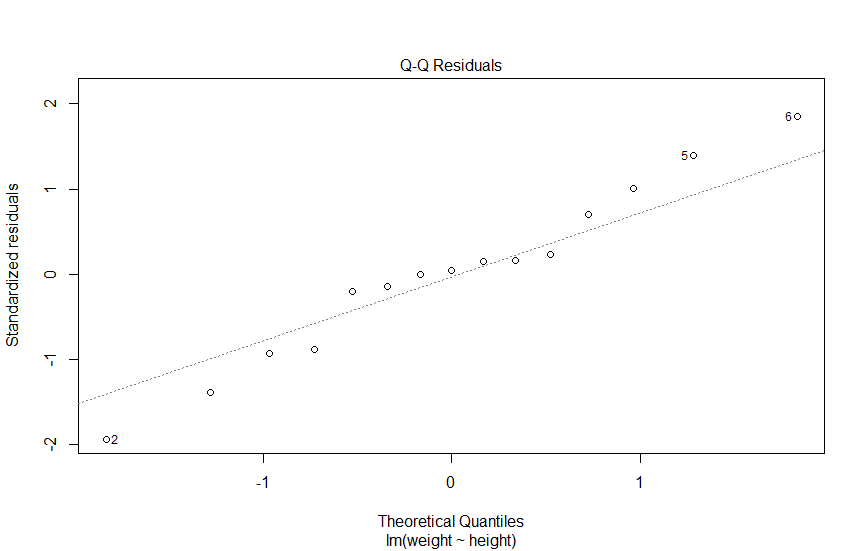 Q-Q Residuals
Standardized residuals
2
1
0
-1
-2
6
5
2
-1
0
1
Theoretical Quantiles
lm(weight ~ height)